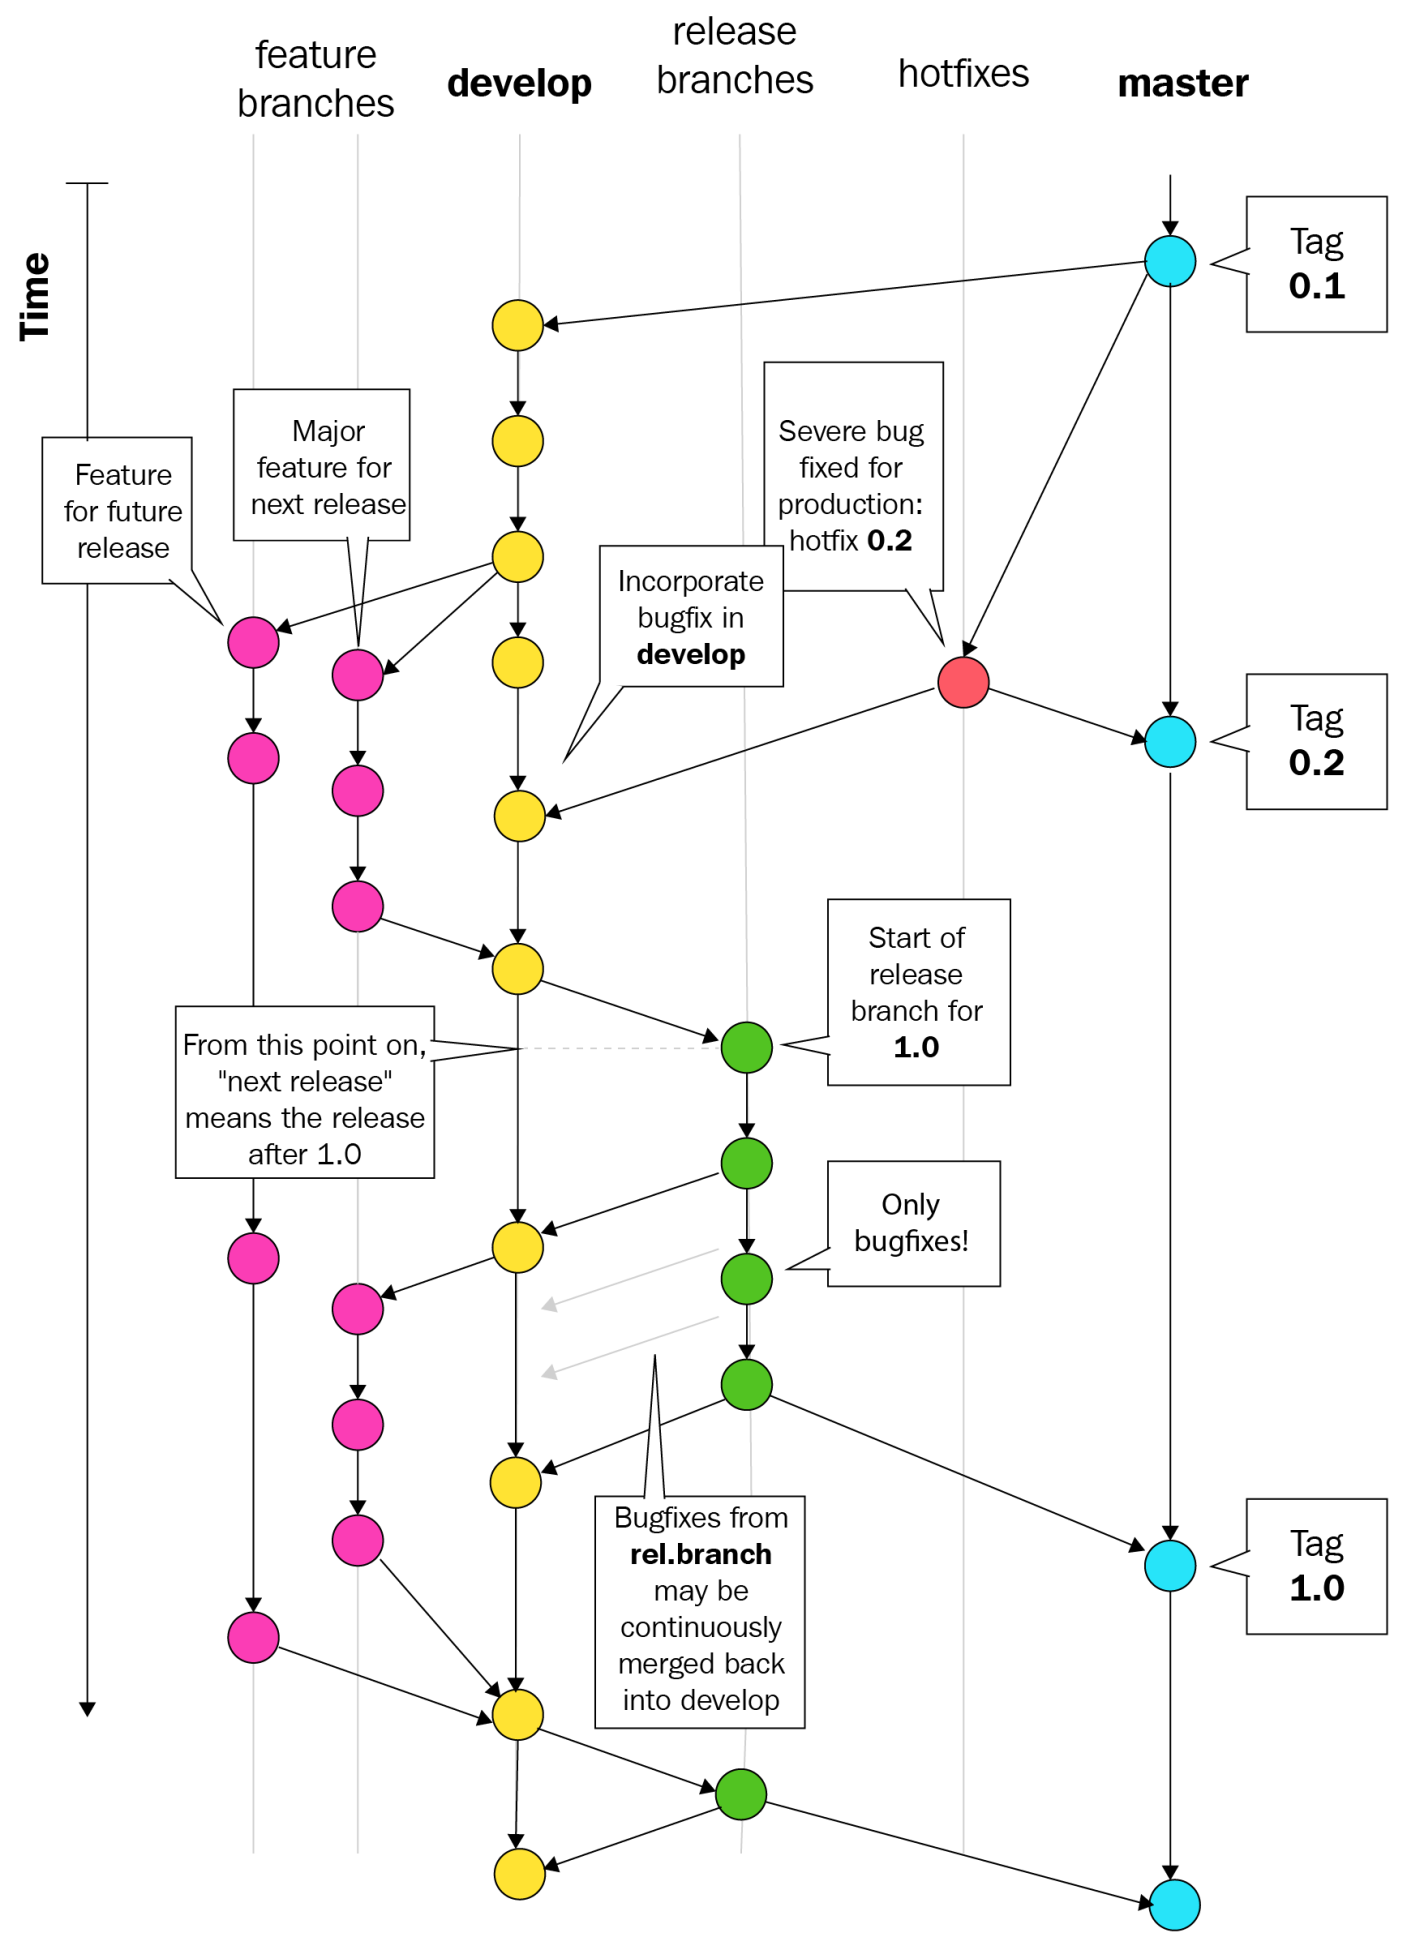 feature
branches
develop
release
branches
hotfixes
master
Time
Tag
0.1
Feature
for future
release
Major
feature for
next release
Severe bug
fixed for
production:
hotfix 0.2
Incorporate
bugfix in
develop
Tag
0.2
Start of
release
branch for
1.0
From this point on,
"next release"
means the release
after 1.0
Only
bugfixes!
Bugfixes from
rel.branch
may be
continuously
merged back
into develop
Tag
1.0